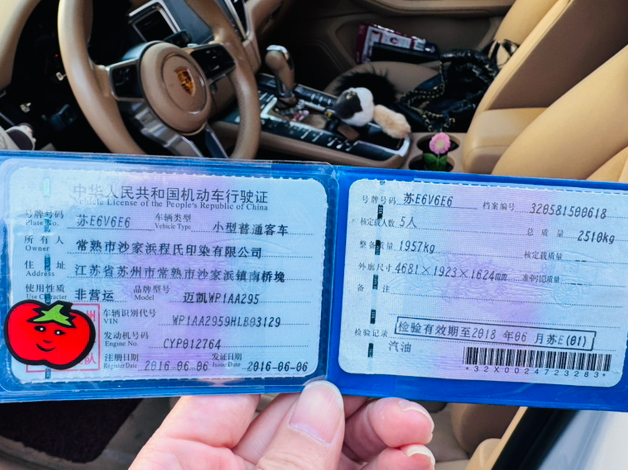 中华人民共和国机动车行驶证
Vehicle License of the People's Republic of China
号牌号码 苏E6V6E6 车辆类型 小型普通客车
Plate No. Vehicle Type
所有人 常熟市沙家浜程氏印染有限公司
Owner
住址 江苏省苏州市常熟市沙家浜镇南桥堍
Address
使用性质 非营运 品牌型号 迈凯WP1AA295
Use Character Model
车辆识别代号 WP1AA2959HLB03129
VIN
发动机号码 CYP012764
Engine No.
注册日期 2016-06-06 发证日期 2016-06-06
Register Date Issue Date
号牌号码 苏E6V6E6 档案编号 320581500618
核定载人数 5人 总质量 2510kg
整备质量 1957kg 核定载质量
外廓尺寸 4681×1923×1624 准牵引总质量
备注
检验记录 检验有效期至2018年06月苏E(01)
汽油
*32X0024723283*